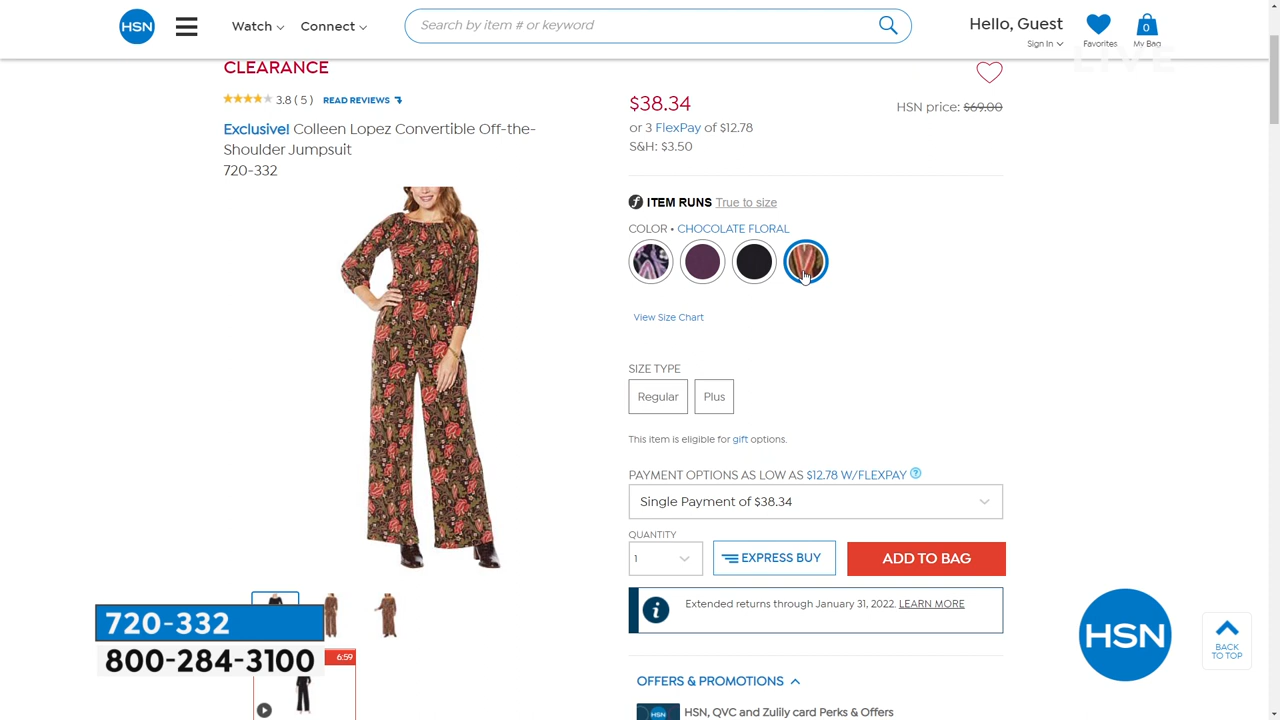 HSN
Watch
Connect
Search by item # or keyword
Hello, Guest
Sign In
Favorites
0
My Bag
LIVE
CLEARANCE
3.8 ( 5 )
READ REVIEWS
Exclusive! Colleen Lopez Convertible Off-the-
Shoulder Jumpsuit
720-332
$38.34
HSN price: $69.00
or 3 FlexPay of $12.78
S&H: $3.50
f ITEM RUNS True to size
COLOR • CHOCOLATE FLORAL
View Size Chart
SIZE TYPE
Regular
Plus
This item is eligible for gift options.
PAYMENT OPTIONS AS LOW AS $12.78 W/FLEXPAY ?
Single Payment of $38.34
QUANTITY
1
EXPRESS BUY
ADD TO BAG
i
Extended returns through January 31, 2022. LEARN MORE
720-332
800-284-3100
6:59
HSN
BACK
TO TOP
OFFERS & PROMOTIONS
HSN
HSN, QVC and Zulily card Perks & Offers